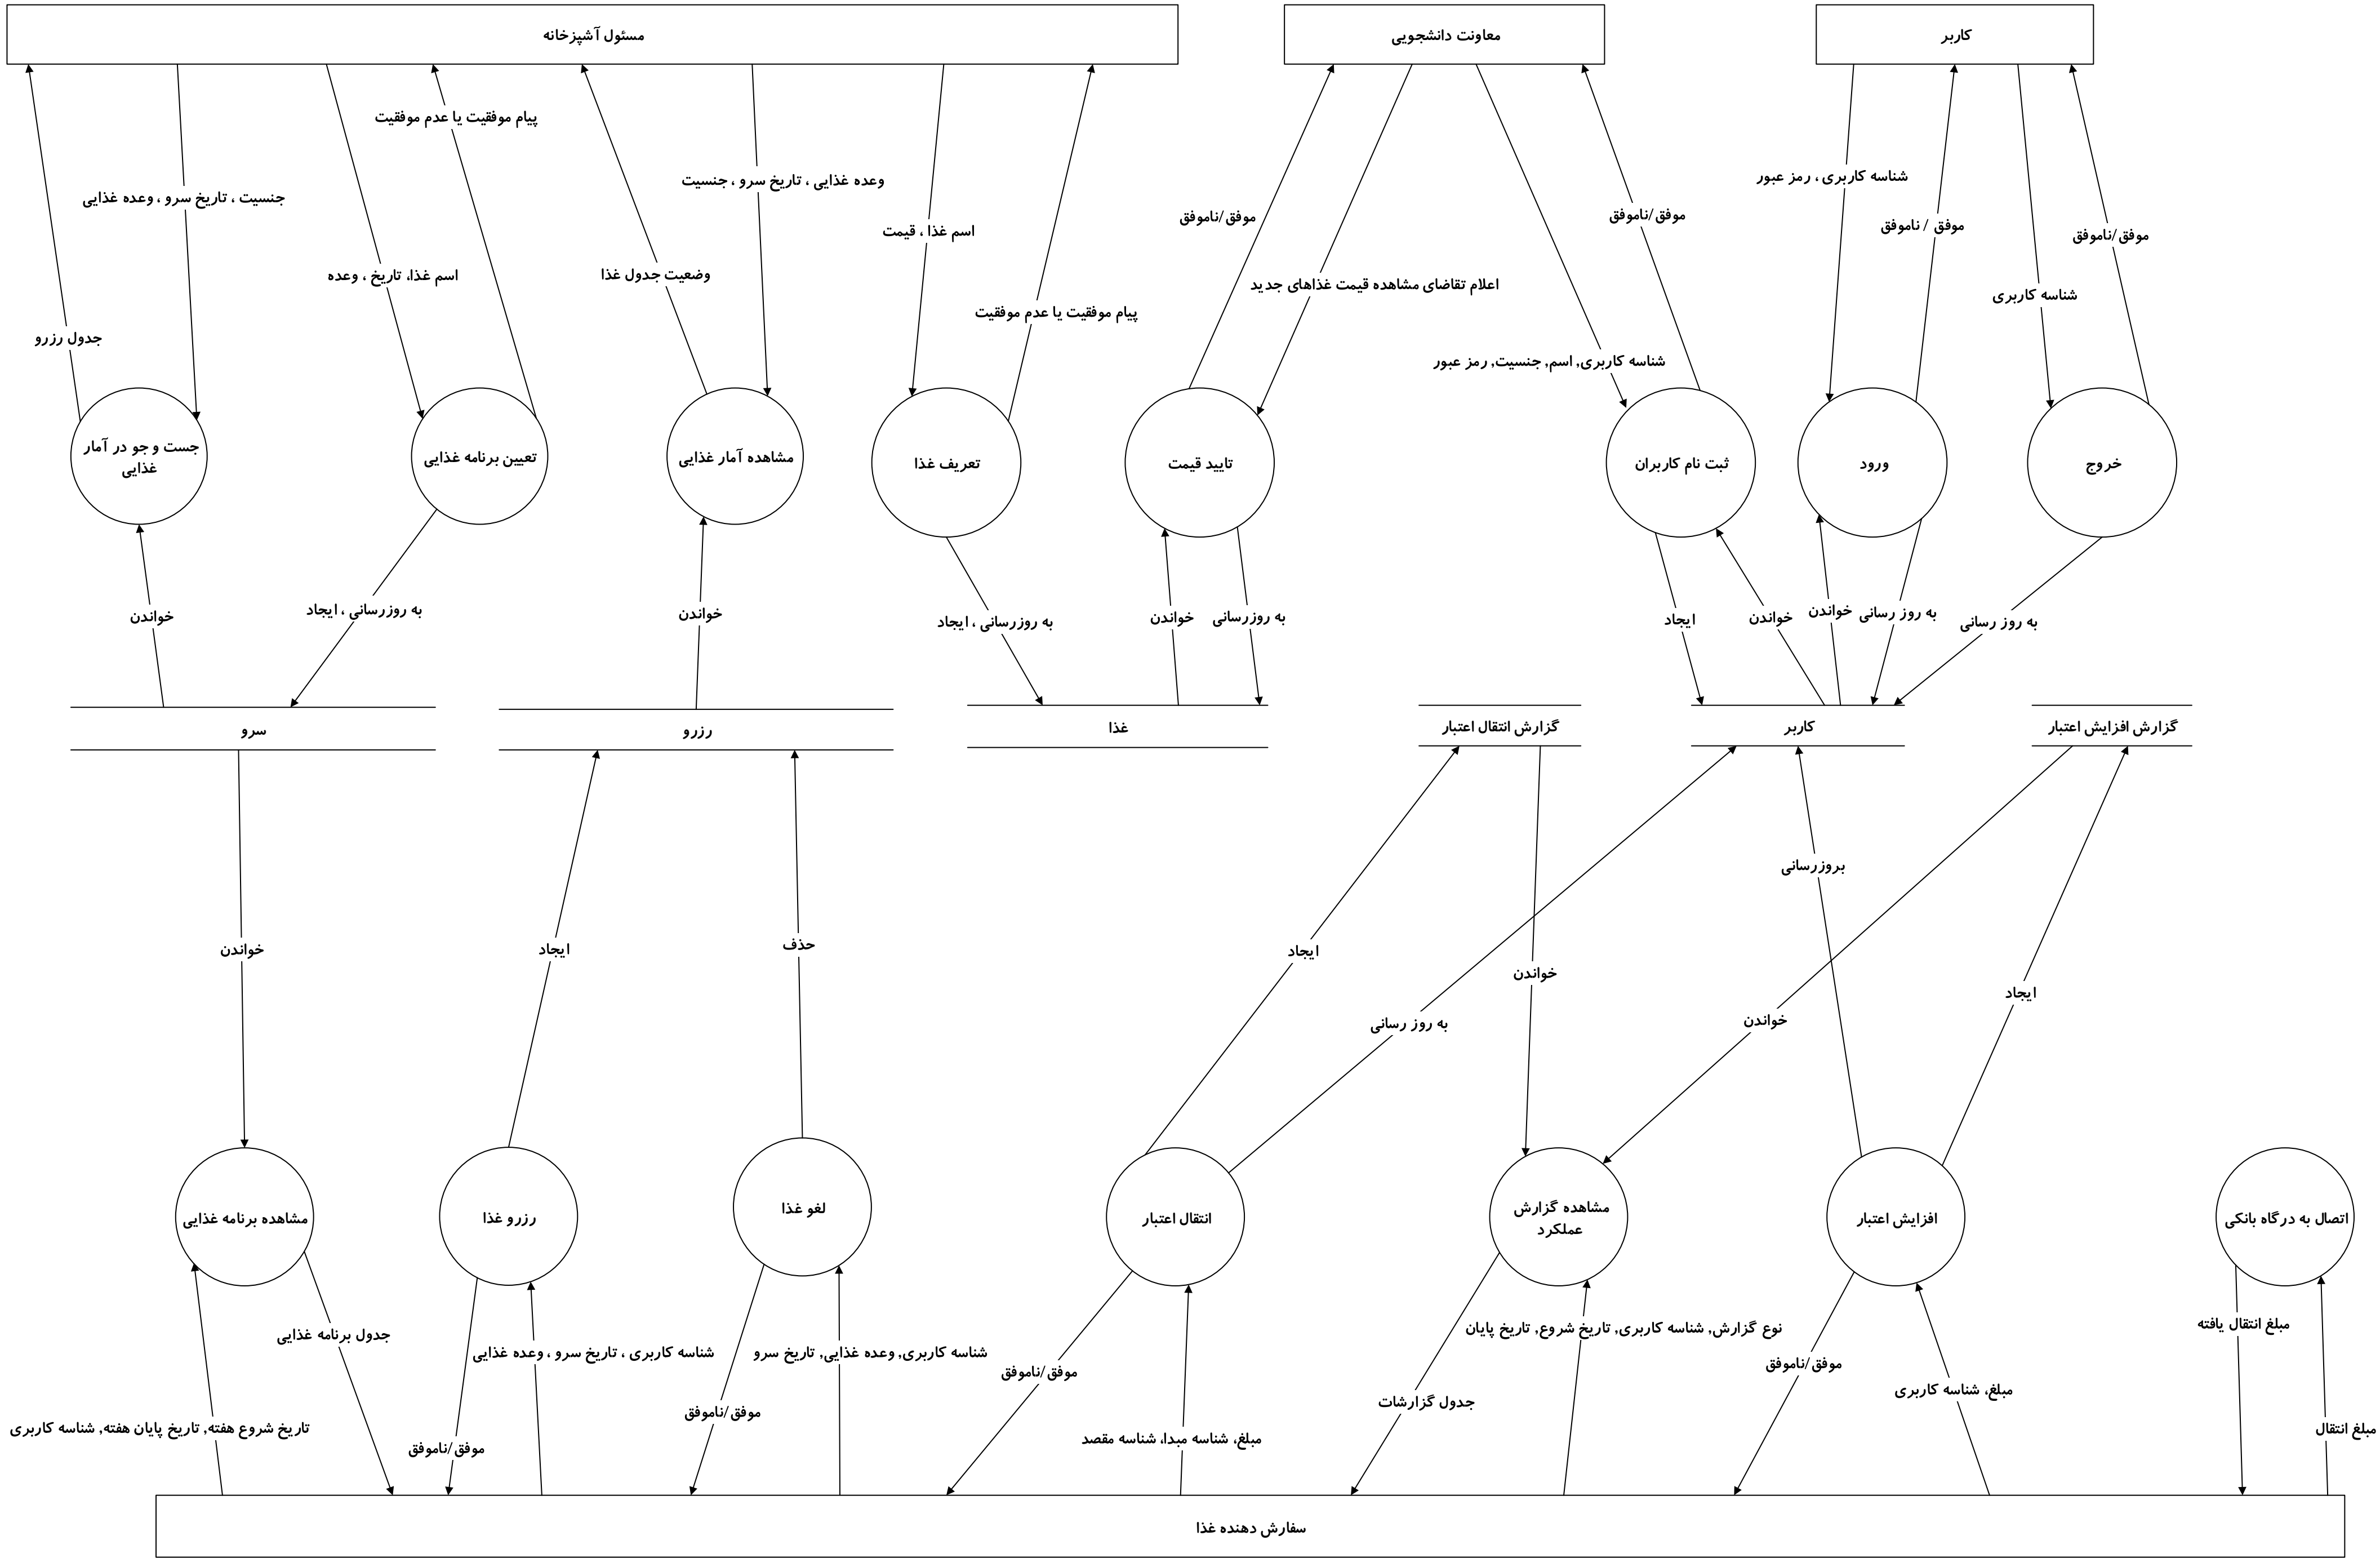 کاربر
معاونت دانشجویی
مسئول آشپزخانه
پیام موفقیت یا عدم موفقیت
شناسه کاربری ، رمز عبور
وعده غذایی ، تاریخ سرو ، جنسیت
جنسیت ، تاریخ سرو ، وعده غذایی
موفق/ناموفق
موفق/ناموفق
موفق / ناموفق
موفق/ناموفق
اسم غذا ، قیمت
وضعیت جدول غذا
اسم غذا، تاریخ ، وعده
اعلام تقاضای مشاهده قیمت غذاهای جدید
شناسه کاربری
پیام موفقیت یا عدم موفقیت
جدول رزرو
شناسه کاربری, اسم, جنسیت, رمز عبور
خروج
ورود
ثبت نام کاربران
تایید قیمت
تعریف غذا
مشاهده آمار غذایی
تعیین برنامه غذایی
جست و جو در آمار
غذایی
به روز رسانی
به روز رسانی
خواندن
خواندن
ایجاد
به روزرسانی
خواندن
به روزرسانی ، ایجاد
خواندن
به روزرسانی ، ایجاد
خواندن
گزارش افزایش اعتبار
کاربر
گزارش انتقال اعتبار
غذا
رزرو
سرو
بروزرسانی
حذف
ایجاد
خواندن
ایجاد
خواندن
ایجاد
خواندن
به روز رسانی
اتصال به درگاه بانکی
افزایش اعتبار
مشاهده گزارش
عملکرد
انتقال اعتبار
لغو غذا
رزرو غذا
مشاهده برنامه غذایی
مبلغ انتقال یافته
نوع گزارش, شناسه کاربری, تاریخ شروع, تاریخ پایان
جدول برنامه غذایی
شناسه کاربری, وعده غذایی, تاریخ سرو
شناسه کاربری ، تاریخ سرو ، وعده غذایی
موفق/ناموفق
موفق/ناموفق
مبلغ، شناسه کاربری
جدول گزارشات
موفق/ناموفق
مبلغ انتقال
تاریخ شروع هفته, تاریخ پایان هفته, شناسه کاربری
مبلغ، شناسه مبدا، شناسه مقصد
موفق/ناموفق
سفارش دهنده غذا